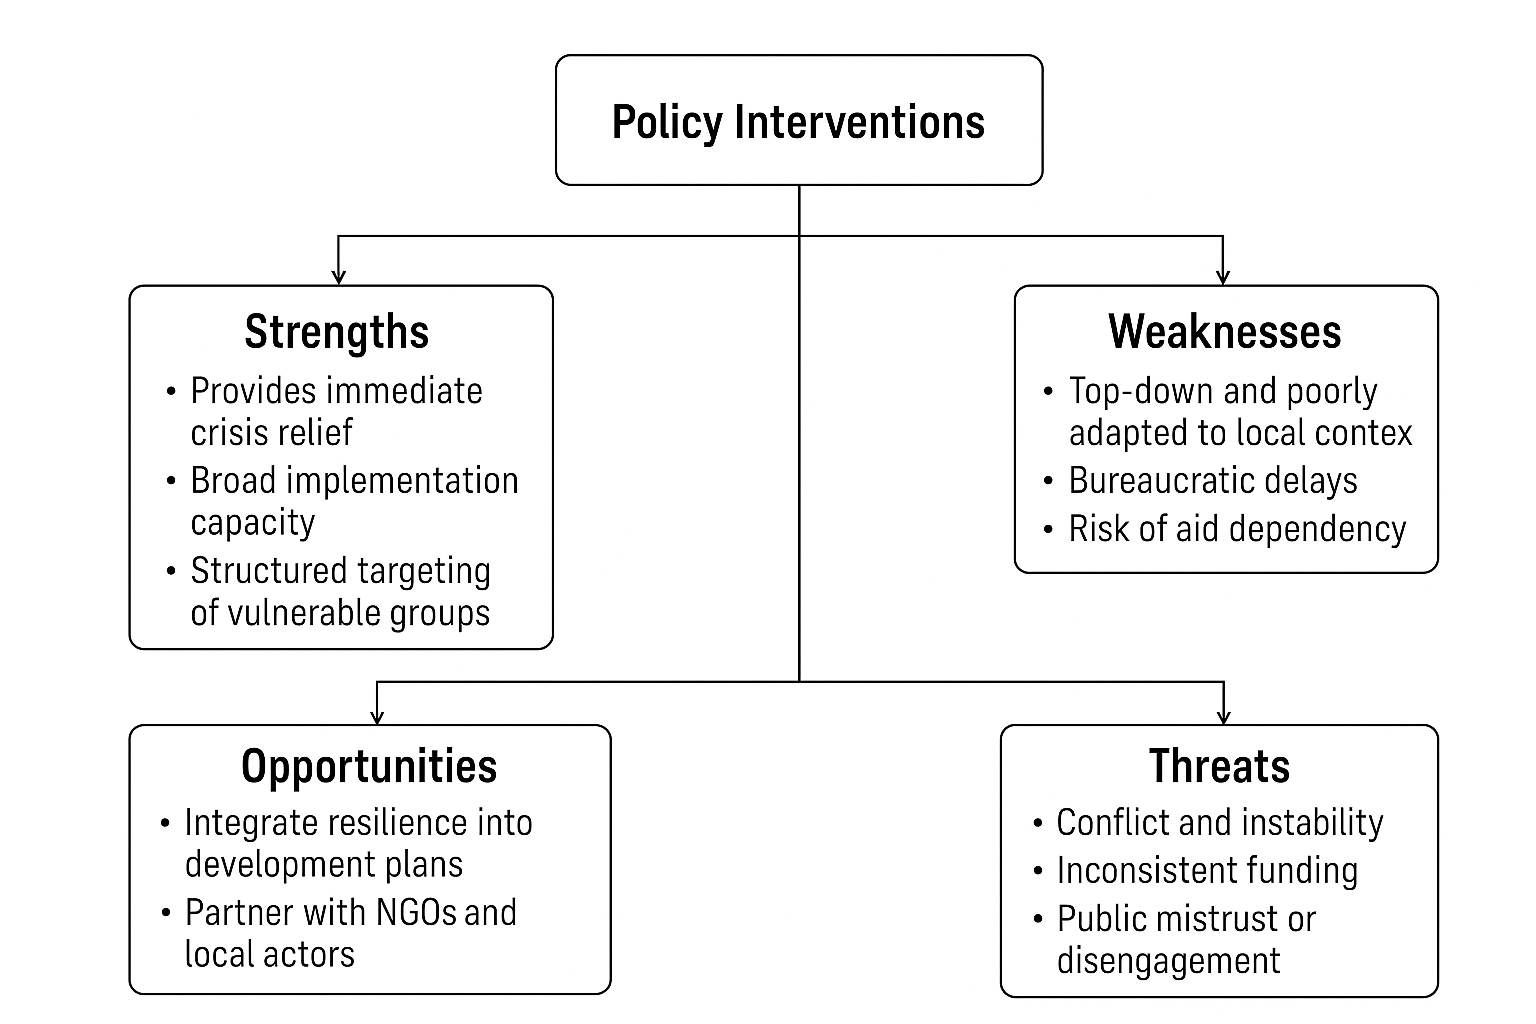 Policy Interventions
Strengths
• Provides immediate
crisis relief
• Broad implementation
capacity
• Structured targeting
of vulnerable groups
Weaknesses
• Top-down and poorly
adapted to local contex
• Bureaucratic delays
• Risk of aid dependency
Opportunities
• Integrate resilience into
development plans
• Partner with NGOs and
local actors
Threats
• Conflict and instability
• Inconsistent funding
• Public mistrust or
disengagement